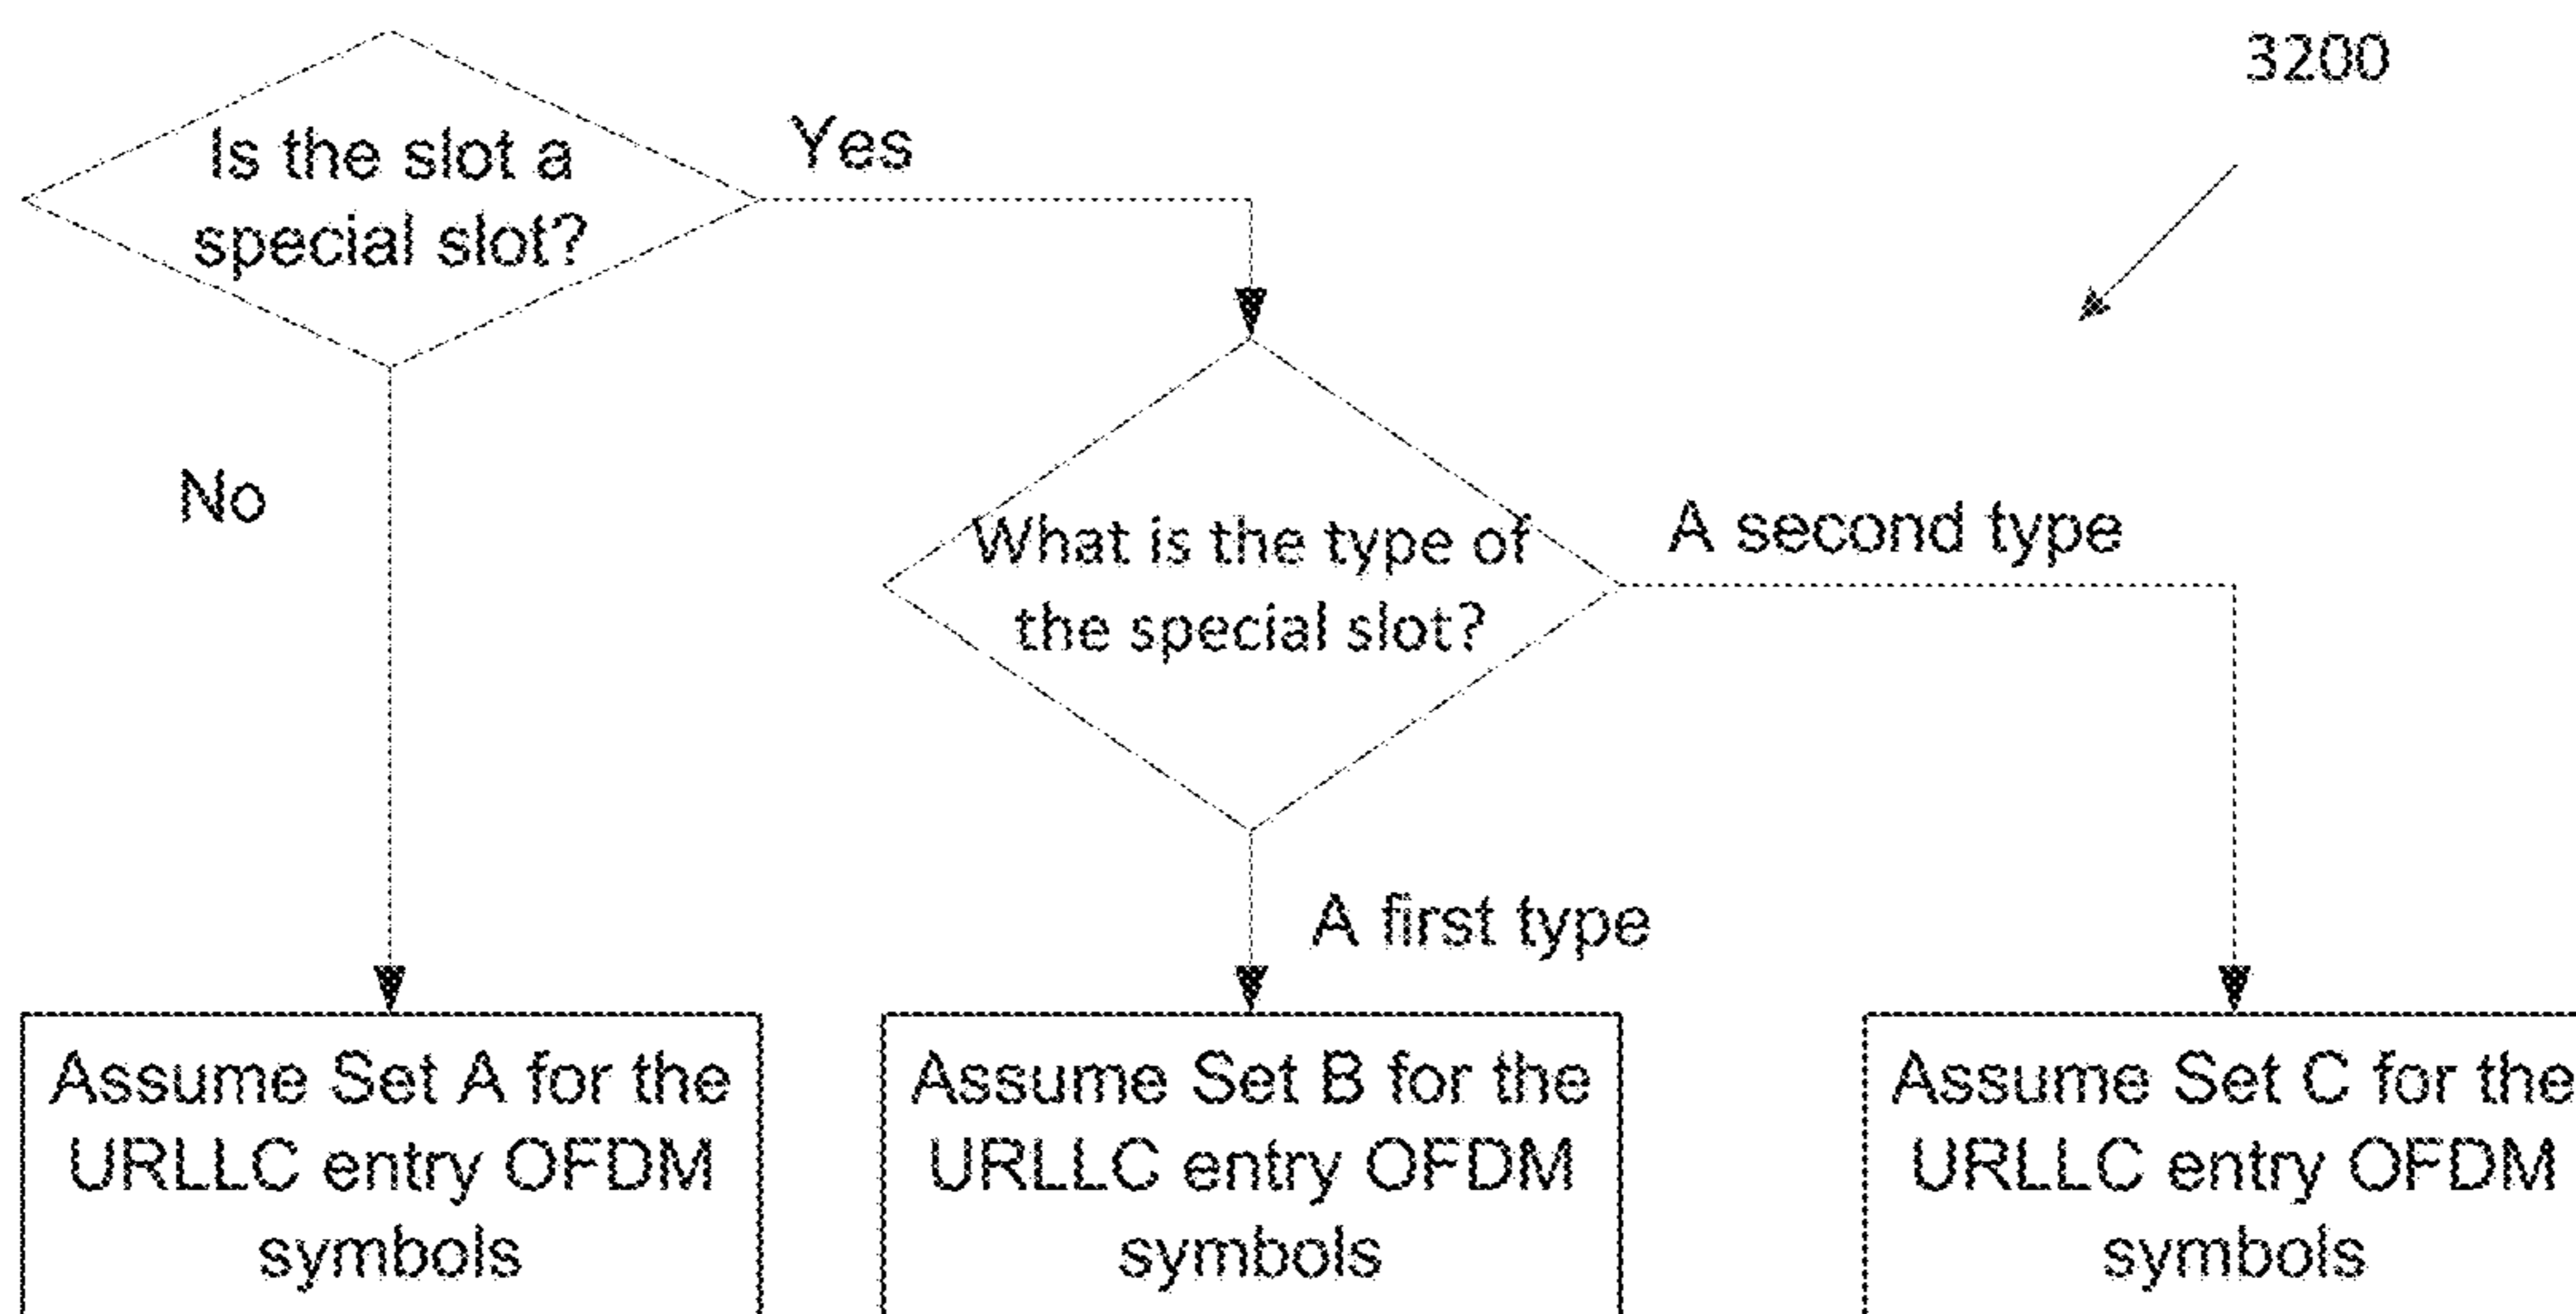 3200
Is the slot a
special slot?
Yes
No
What is the type of
the special slot?
A second type
A first type
Assume Set A for the
URLLC entry OFDM
symbols
Assume Set B for the
URLLC entry OFDM
symbols
Assume Set C for the
URLLC entry OFDM
symbols